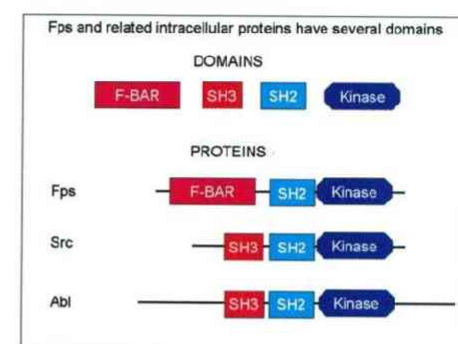 Fps and related intracellular proteins have several domains
DOMAINS
F-BAR SH3 SH2 Kinase
PROTEINS
Fps F-BAR SH2 Kinase
Src SH3 SH2 Kinase
Abl SH3 SH2 Kinase